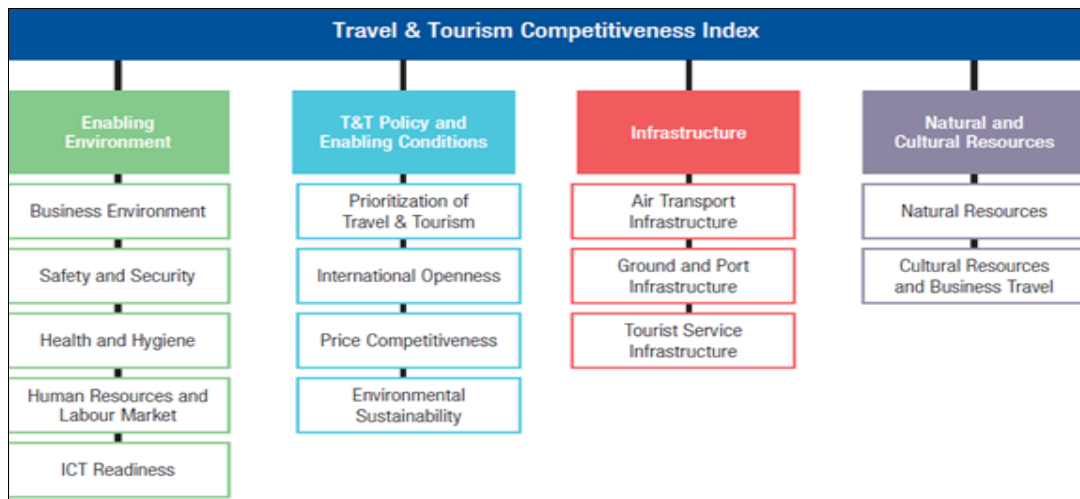 Travel & Tourism Competitiveness Index
Enabling
Environment
Business Environment
Safety and Security
Health and Hygiene
Human Resources and
Labour Market
ICT Readiness
T&T Policy and
Enabling Conditions
Prioritization of
Travel & Tourism
International Openness
Price Competitiveness
Environmental
Sustainability
Infrastructure
Air Transport
Infrastructure
Ground and Port
Infrastructure
Tourist Service
Infrastructure
Natural and
Cultural Resources
Natural Resources
Cultural Resources
and Business Travel